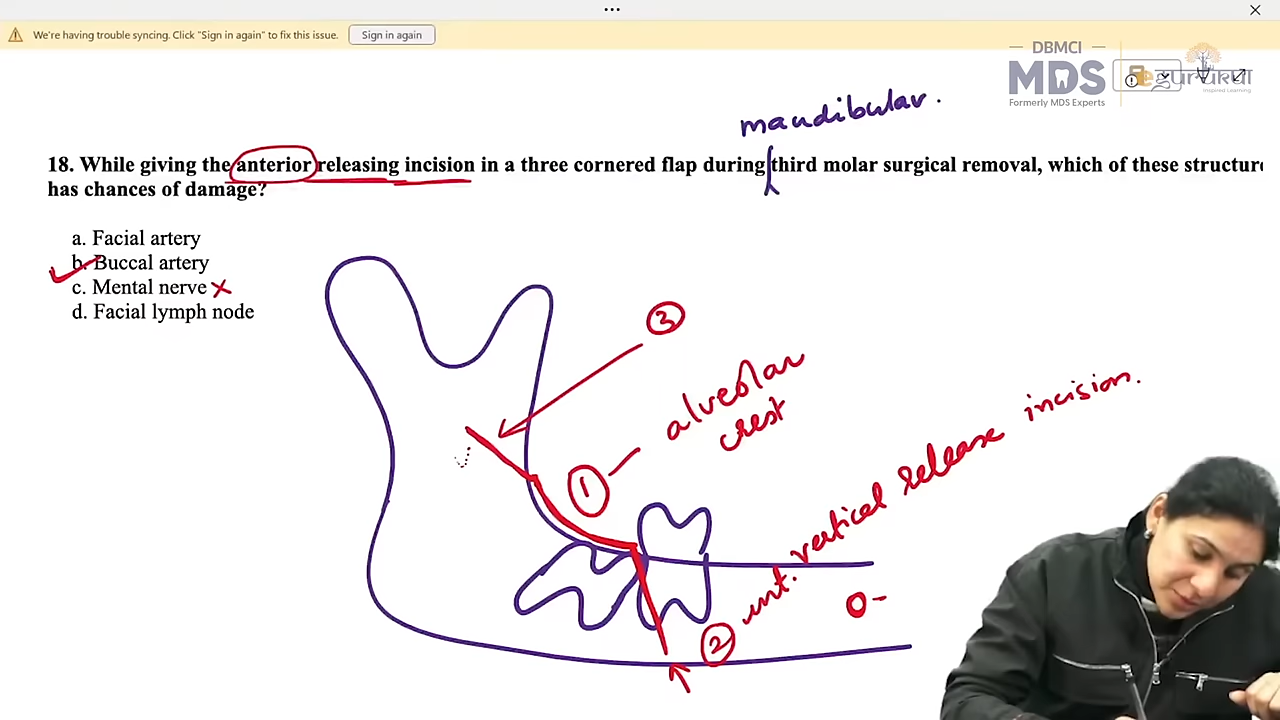 We're having trouble syncing. Click "Sign in again" to fix this issue.
Sign in again
DBMCI
MDS
Formerly MDS Experts
eगुरुकुल
Inspired Learning
mandibular.
18. While giving the anterior releasing incision in a three cornered flap during third molar surgical removal, which of these structure
has chances of damage?
a. Facial artery
b. Buccal artery
c. Mental nerve
d. Facial lymph node
3
1
alveolar
crest
2
ant. vertical release incision.